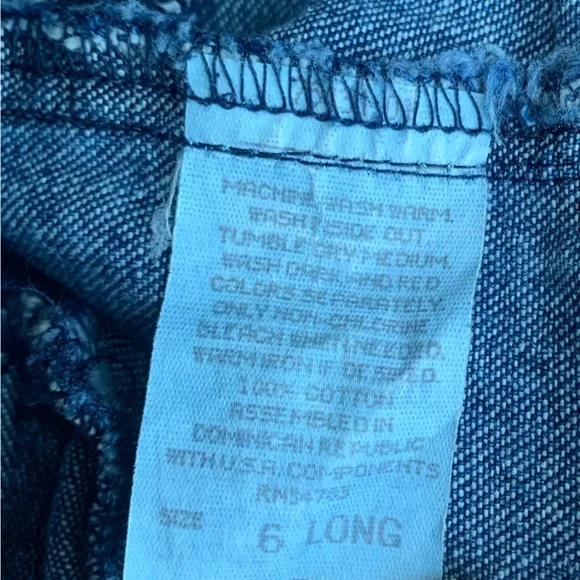 MACHINE WASH WARM.
WASH INSIDE OUT
TUMBLE DRY MEDIUM.
WASH DARK AND RED
COLORS SEPARATELY
ONLY NON-CHLORINE
BLEACH WHEN NEEDED.
WARM IRON IF DESIRED.
100% COTTON
ASSEMBLED IN
DOMINICAN REPUBLIC
WITH U.S.A. COMPONENTS
SIZE 6 LONG